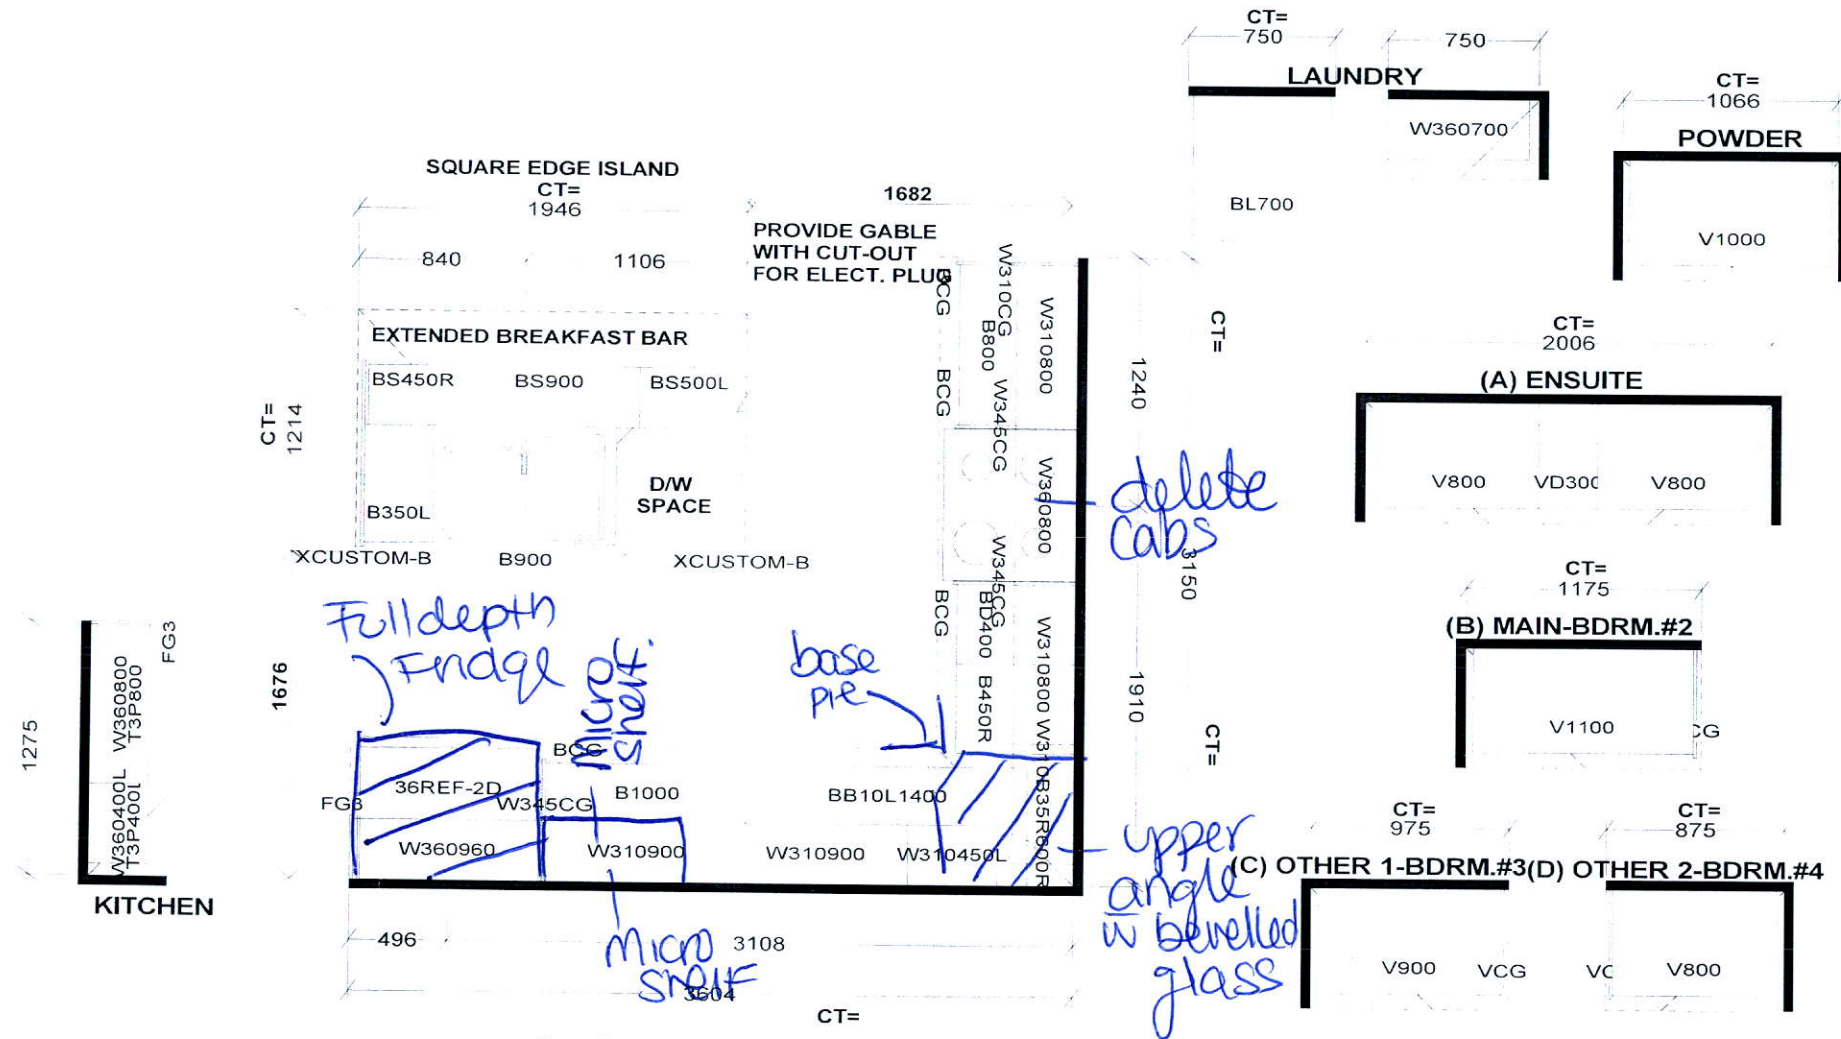 CT=
750
750
LAUNDRY
W360700
BL700
CT=
1066
POWDER
V1000
SQUARE EDGE ISLAND
CT=
1946
1682
840
1106
PROVIDE GABLE
WITH CUT-OUT
FOR ELECT. PLUG
BCG
W310CG
B800
W310800
EXTENDED BREAKFAST BAR
BS450R
BS900
BS500L
BCG
W345CG
1240
CT=
CT=
1214
D/W
SPACE
B350L
XCUSTOM-B
B900
XCUSTOM-B
W360800
delete
cabs
3150
W345CG
BCG
BD400
B450R
W310800
1910
CT=
CT=
2006
(A) ENSUITE
V800
VD300
V800
CT=
1175
(B) MAIN-BDRM.#2
V1100
CG
Full depth
Fridge
micro
shelf.
base
pie
1275
W360800
T3P800
W360400L
T3P400L
FG3
KITCHEN
1676
BCG
36REF-2D
FG3
W345CG
B1000
BB10L1400
W360960
W310900
W310900
W310450L
W310B35R600R
upper
angle
w bevelled
glass
496
3108
micro
shelf
3604
CT=
CT=
975
(C) OTHER 1-BDRM.#3
V900
VCG
CT=
875
(D) OTHER 2-BDRM.#4
VC
V800